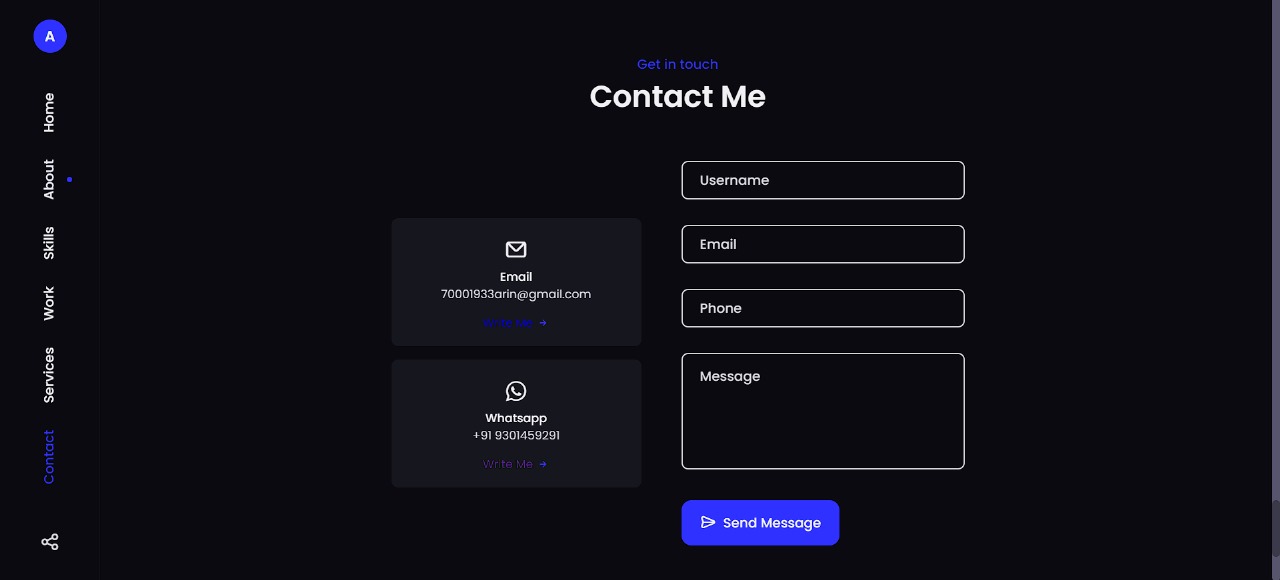 A
Home
About
Skills
Work
Services
Contact
Get in touch
Contact Me
Email
70001933arin@gmail.com
Write Me
Whatsapp
+91 9301459291
Write Me
Username
Email
Phone
Message
Send Message